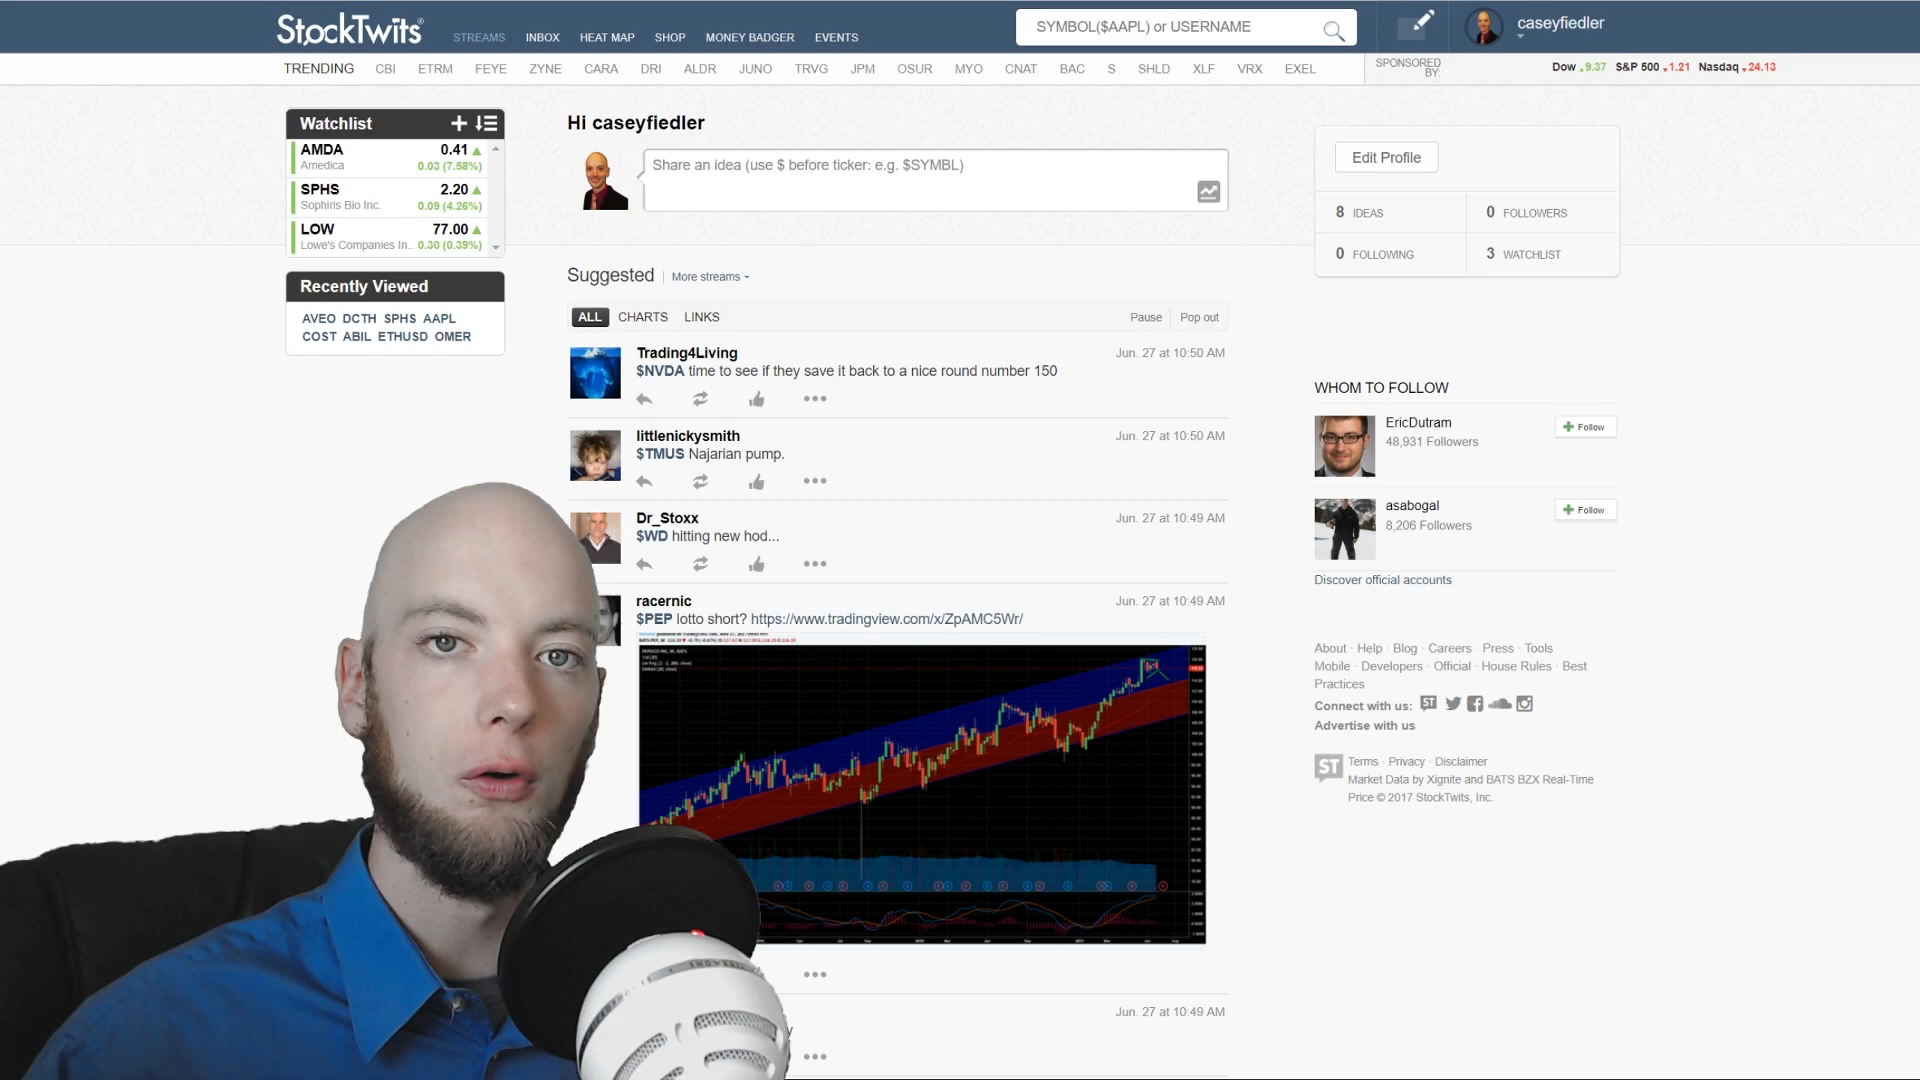 StockTwits
STREAMS INBOX HEAT MAP SHOP MONEY BADGER EVENTS
SYMBOL($AAPL) or USERNAME
caseyfiedler
TRENDING CBI ETRM FEYE ZYNE CARA DRI ALDR JUNO TRVG JPM OSUR MYO CNAT BAC S SHLD XLF VRX EXEL
SPONSORED BY:
Dow 9.37 S&P 500 1.21 Nasdaq 24.13
Watchlist
AMDA 0.41
Amedica 0.03 (7.58%)
SPHS 2.20
Sophiris Bio Inc. 0.09 (4.26%)
LOW 77.00
Lowe's Companies In.. 0.30 (0.39%)
Recently Viewed
AVEO DCTH SPHS AAPL
COST ABIL ETHUSD OMER
Hi caseyfiedler
Share an idea (use $ before ticker: e.g. $SYMBL)
Suggested More streams
ALL CHARTS LINKS Pause Pop out
Trading4Living Jun. 27 at 10:50 AM
$NVDA time to see if they save it back to a nice round number 150
littlenickysmith Jun. 27 at 10:50 AM
$TMUS Najarian pump.
Dr_Stoxx Jun. 27 at 10:49 AM
$WD hitting new hod...
racernic Jun. 27 at 10:49 AM
$PEP lotto short? https://www.tradingview.com/x/ZpAMC5Wr/
Jun. 27 at 10:49 AM
Edit Profile
8 IDEAS 0 FOLLOWERS
0 FOLLOWING 3 WATCHLIST
WHOM TO FOLLOW
EricDutram Follow
48,931 Followers
asabogal Follow
8,206 Followers
Discover official accounts
About · Help · Blog · Careers · Press · Tools
Mobile · Developers · Official · House Rules · Best
Practices
Connect with us: ST
Advertise with us
ST Terms · Privacy · Disclaimer
Market Data by Xignite and BATS BZX Real-Time
Price © 2017 StockTwits, Inc.